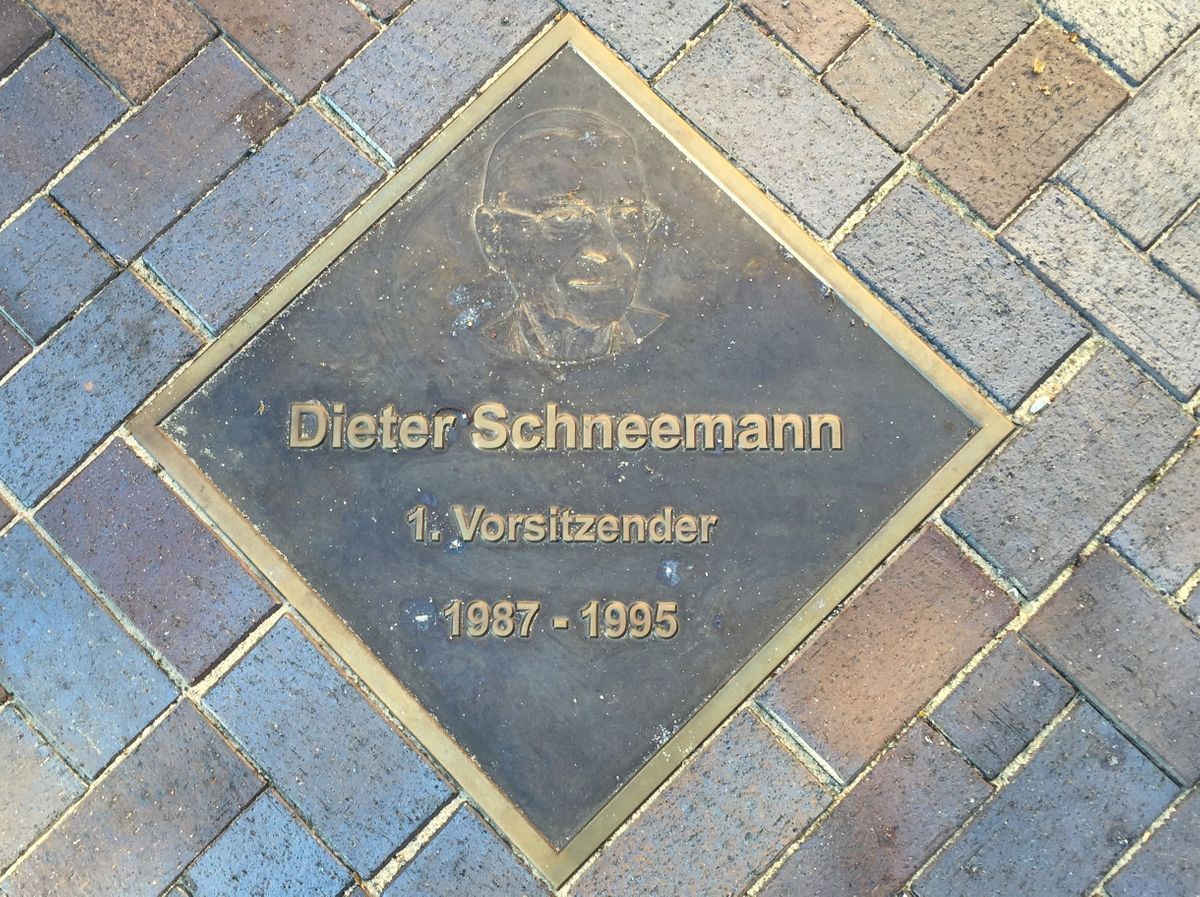 Dieter Schneemann
1. Vorsitzender
1987 - 1995